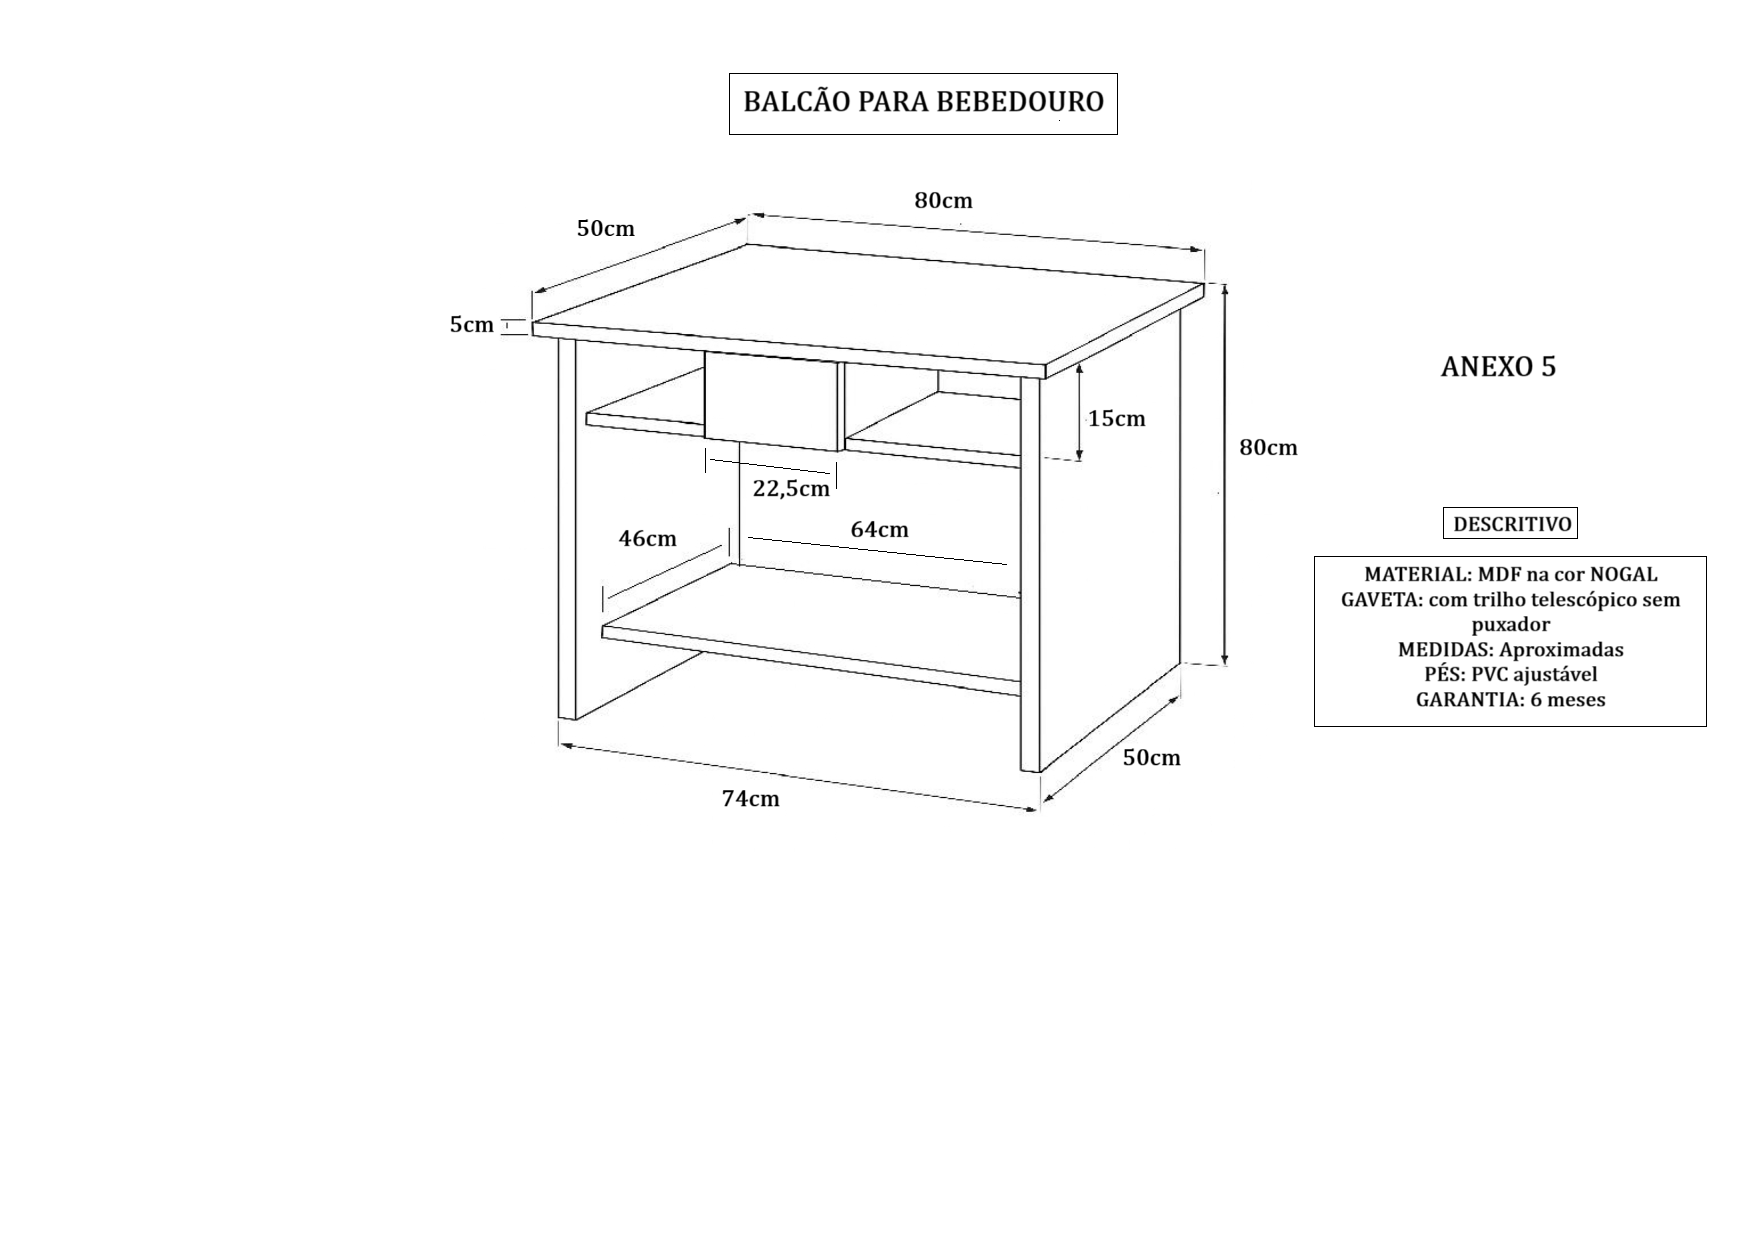 BALCÃO PARA BEBEDOURO
80cm
50cm
5cm
ANEXO 5
15cm
80cm
22,5cm
64cm
46cm
DESCRITIVO
MATERIAL: MDF na cor NOGAL
GAVETA: com trilho telescópico sem
puxador
MEDIDAS: Aproximadas
PÉS: PVC ajustável
GARANTIA: 6 meses
50cm
74cm